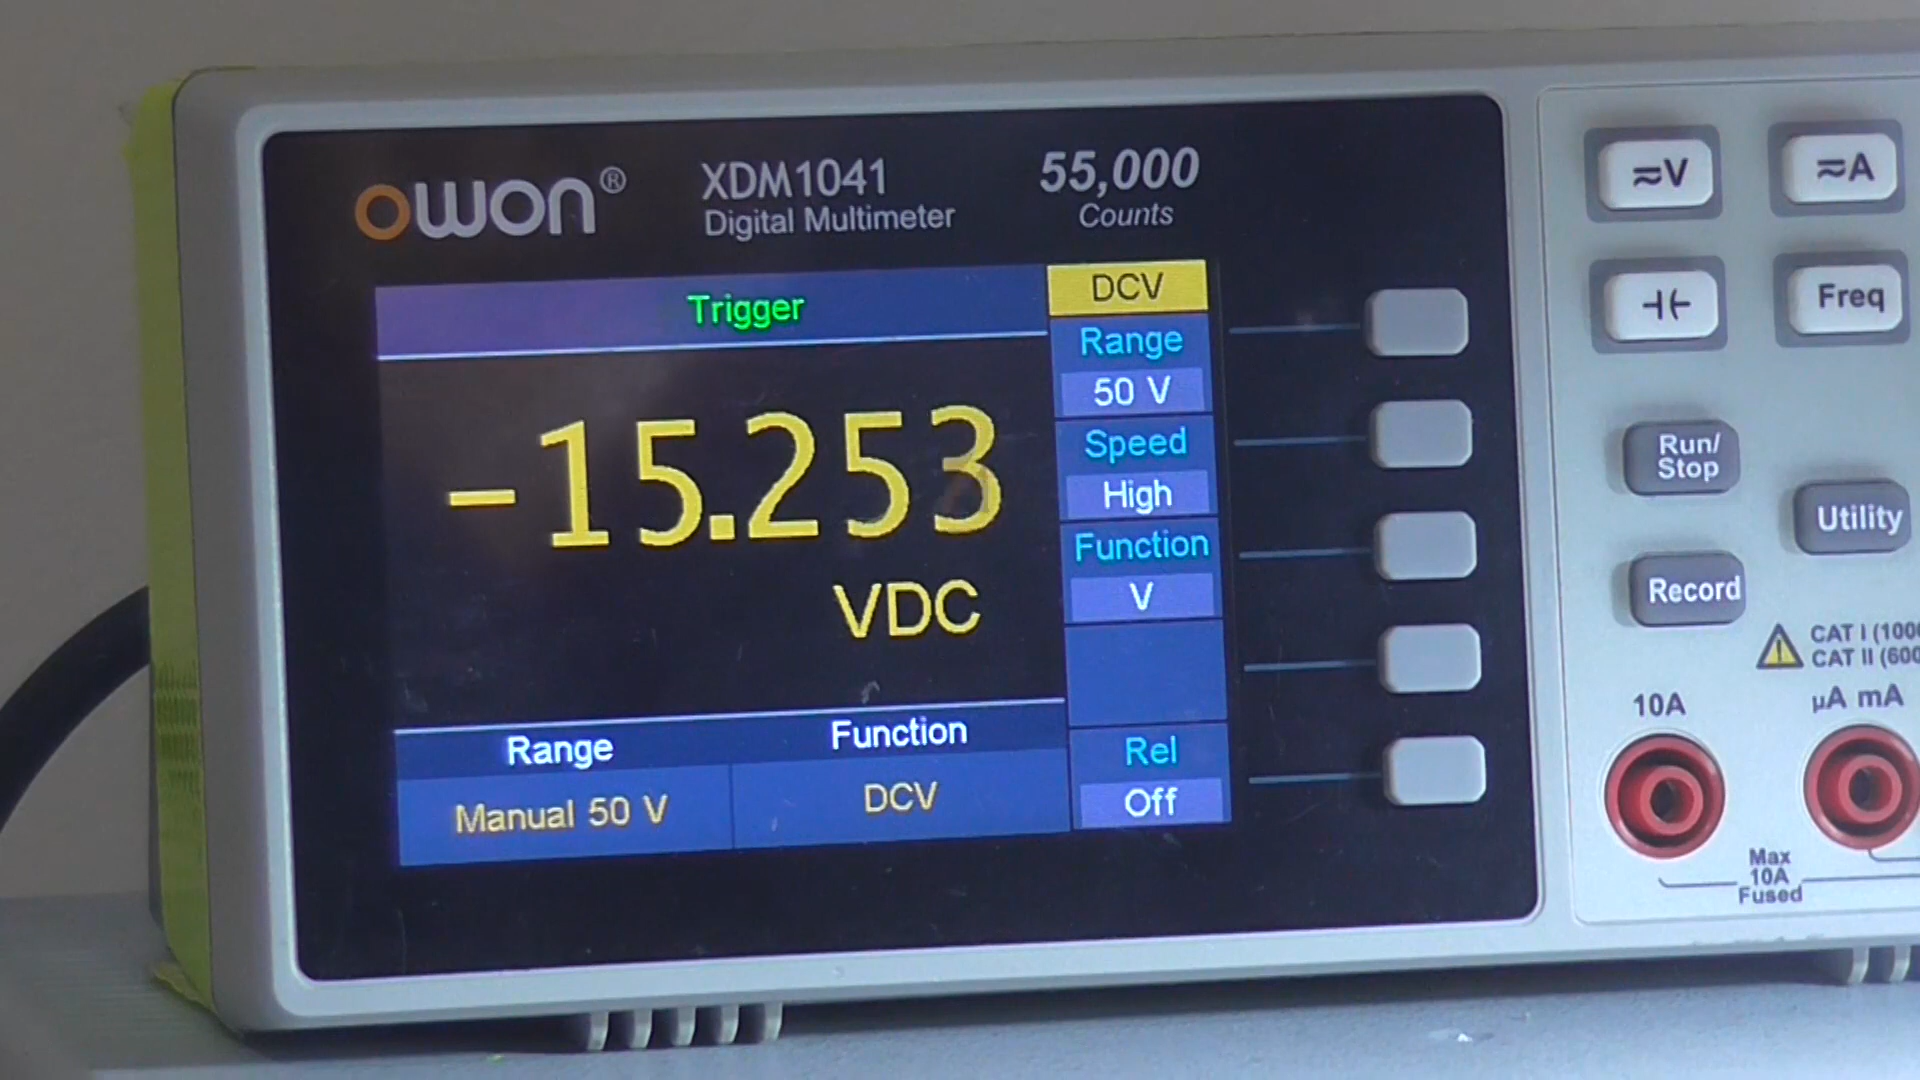 owon®
XDM1041
Digital Multimeter
55,000
Counts
Trigger
-15.253
VDC
DCV
Range
50 V
Speed
High
Function
V
Rel
Off
Range
Function
Manual 50 V
DCV
≂V
≂A
Freq
Run/
Stop
Utility
Record
CAT I (1000
CAT II (600
10A
µA mA
Max
10A
Fused